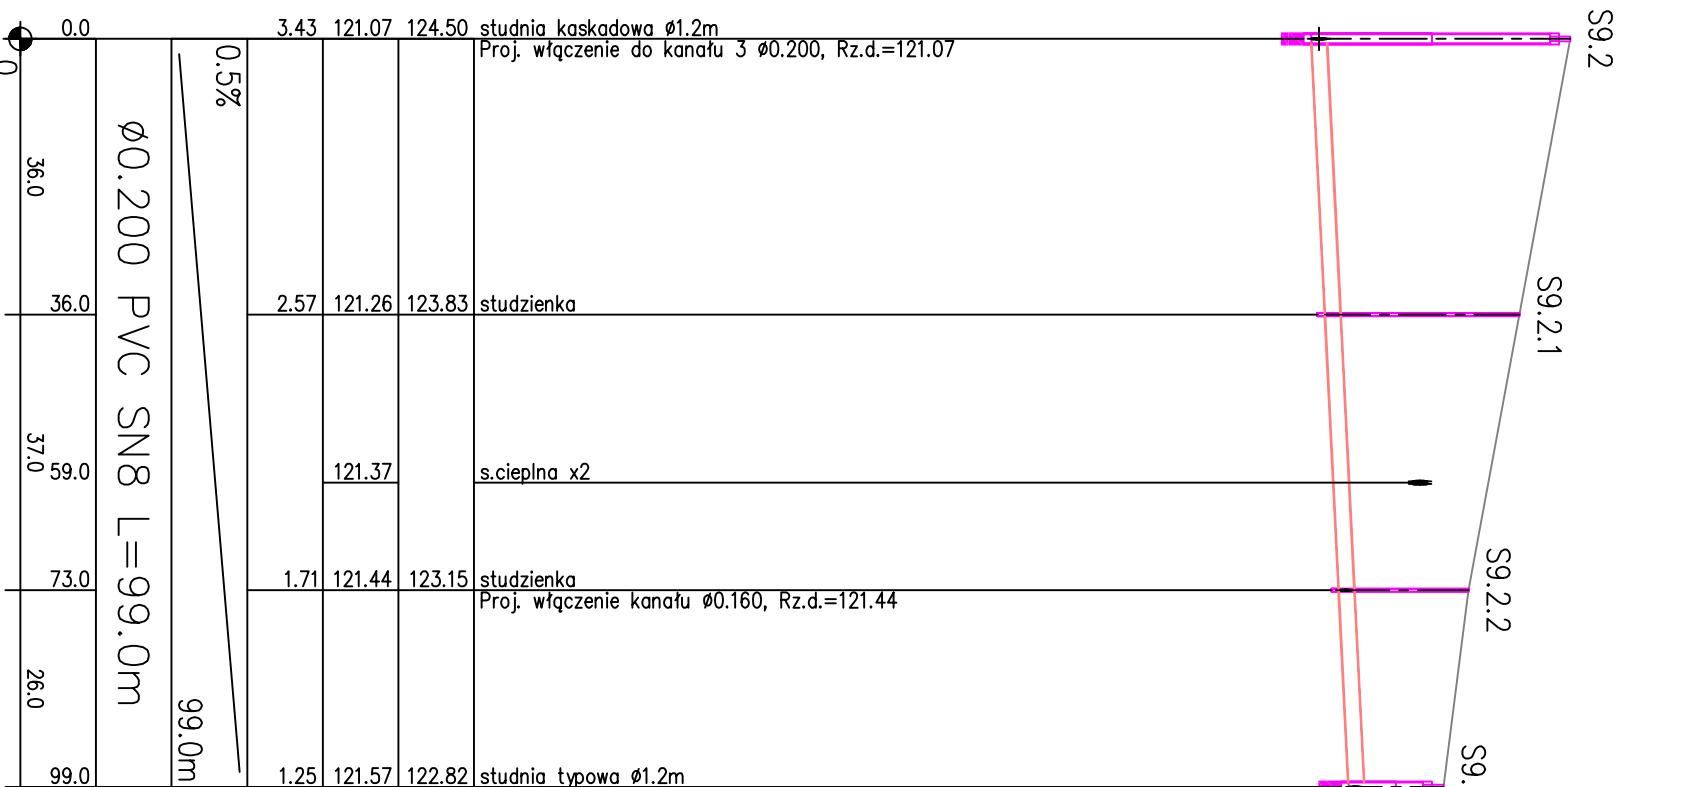 S9.2
0.0 3.43 121.07 124.50 studnia kaskadowa ø1.2m
Proj. włączenie do kanału 3 ø0.200, Rz.d.=121.07
0
0.5%
36.0
ø0.200 PVC SN8 L=99.0m
S9.2.1
36.0 2.57 121.26 123.83 studzienka
37.0
59.0 121.37 s.cieplna x2
S9.2.2
73.0 1.71 121.44 123.15 studzienka
Proj. włączenie kanału ø0.160, Rz.d.=121.44
26.0
99.0m
S9.
99.0 1.25 121.57 122.82 studnia typowa ø1.2m